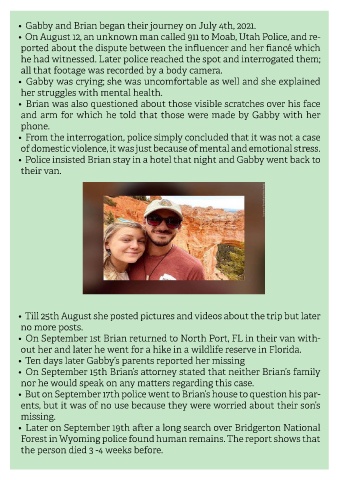 • Gabby and Brian began their journey on July 4th, 2021.
• On August 12, an unknown man called 911 to Moab, Utah Police, and re-
ported about the dispute between the influencer and her fiancé which
he had witnessed. Later police reached the spot and interrogated them;
all that footage was recorded by a body camera.
• Gabby was crying; she was uncomfortable as well and she explained
her struggles with mental health.
• Brian was also questioned about those visible scratches over his face
and arm for which he told that those were made by Gabby with her
phone.
• From the interrogation, police simply concluded that it was not a case
of domestic violence, it was just because of mental and emotional stress.
• Police insisted Brian stay in a hotel that night and Gabby went back to
their van.
• Till 25th August she posted pictures and videos about the trip but later
no more posts.
• On September 1st Brian returned to North Port, FL in their van with-
out her and later he went for a hike in a wildlife reserve in Florida.
• Ten days later Gabby's parents reported her missing
• On September 15th Brian's attorney stated that neither Brian's family
nor he would speak on any matters regarding this case.
• But on September 17th police went to Brian's house to question his par-
ents, but it was of no use because they were worried about their son's
missing.
• Later on September 19th after a long search over Bridgerton National
Forest in Wyoming police found human remains. The report shows that
the person died 3 -4 weeks before.